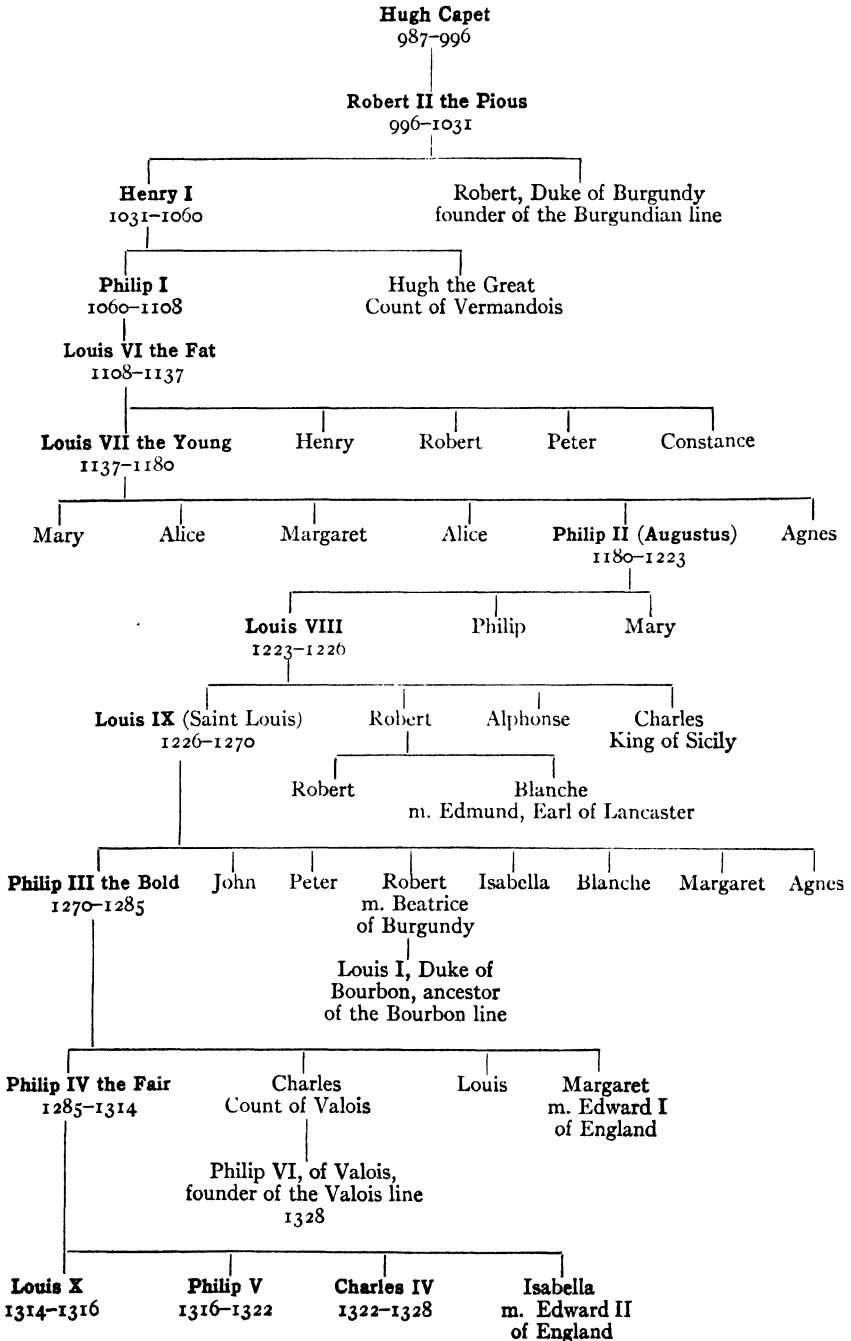 Hugh Capet
987–996
Robert II the Pious
996–1031
Henry I
1031–1060
Robert, Duke of Burgundy
founder of the Burgundian line
Philip I
1060–1108
Hugh the Great
Count of Vermandois
Louis VI the Fat
1108–1137
Louis VII the Young
1137–1180
Henry
Robert
Peter
Constance
Mary
Alice
Margaret
Alice
Philip II (Augustus)
1180–1223
Agnes
Louis VIII
1223–1226
Philip
Mary
Louis IX (Saint Louis)
1226–1270
Robert
Alphonse
Charles
King of Sicily
Robert
Blanche
m. Edmund, Earl of Lancaster
Philip III the Bold
1270–1285
John
Peter
Robert
m. Beatrice
of Burgundy
Isabella
Blanche
Margaret
Agnes
Louis I, Duke of
Bourbon, ancestor
of the Bourbon line
Philip IV the Fair
1285–1314
Charles
Count of Valois
Louis
Margaret
m. Edward I
of England
Philip VI, of Valois,
founder of the Valois line
1328
Louis X
1314–1316
Philip V
1316–1322
Charles IV
1322–1328
Isabella
m. Edward II
of England